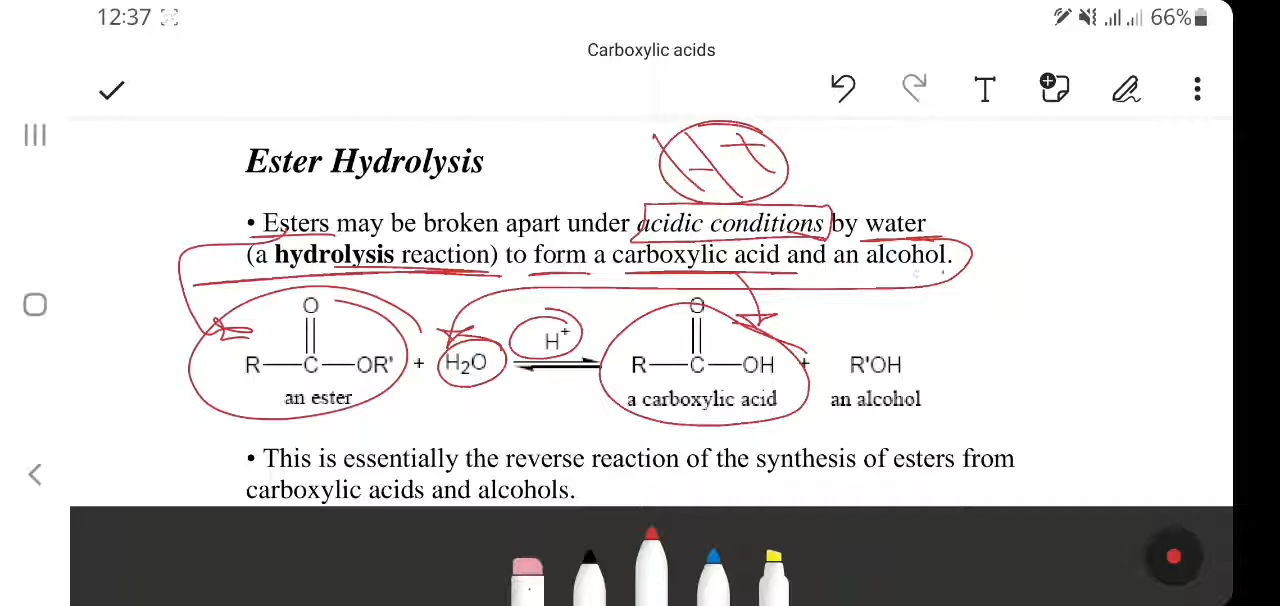 12:37
66%
Carboxylic acids
T
Ester Hydrolysis
H+
• Esters may be broken apart under acidic conditions by water
(a hydrolysis reaction) to form a carboxylic acid and an alcohol.
O O
H+
R—C—OR' + H2O R—C—OH + R'OH
an ester a carboxylic acid an alcohol
• This is essentially the reverse reaction of the synthesis of esters from
carboxylic acids and alcohols.